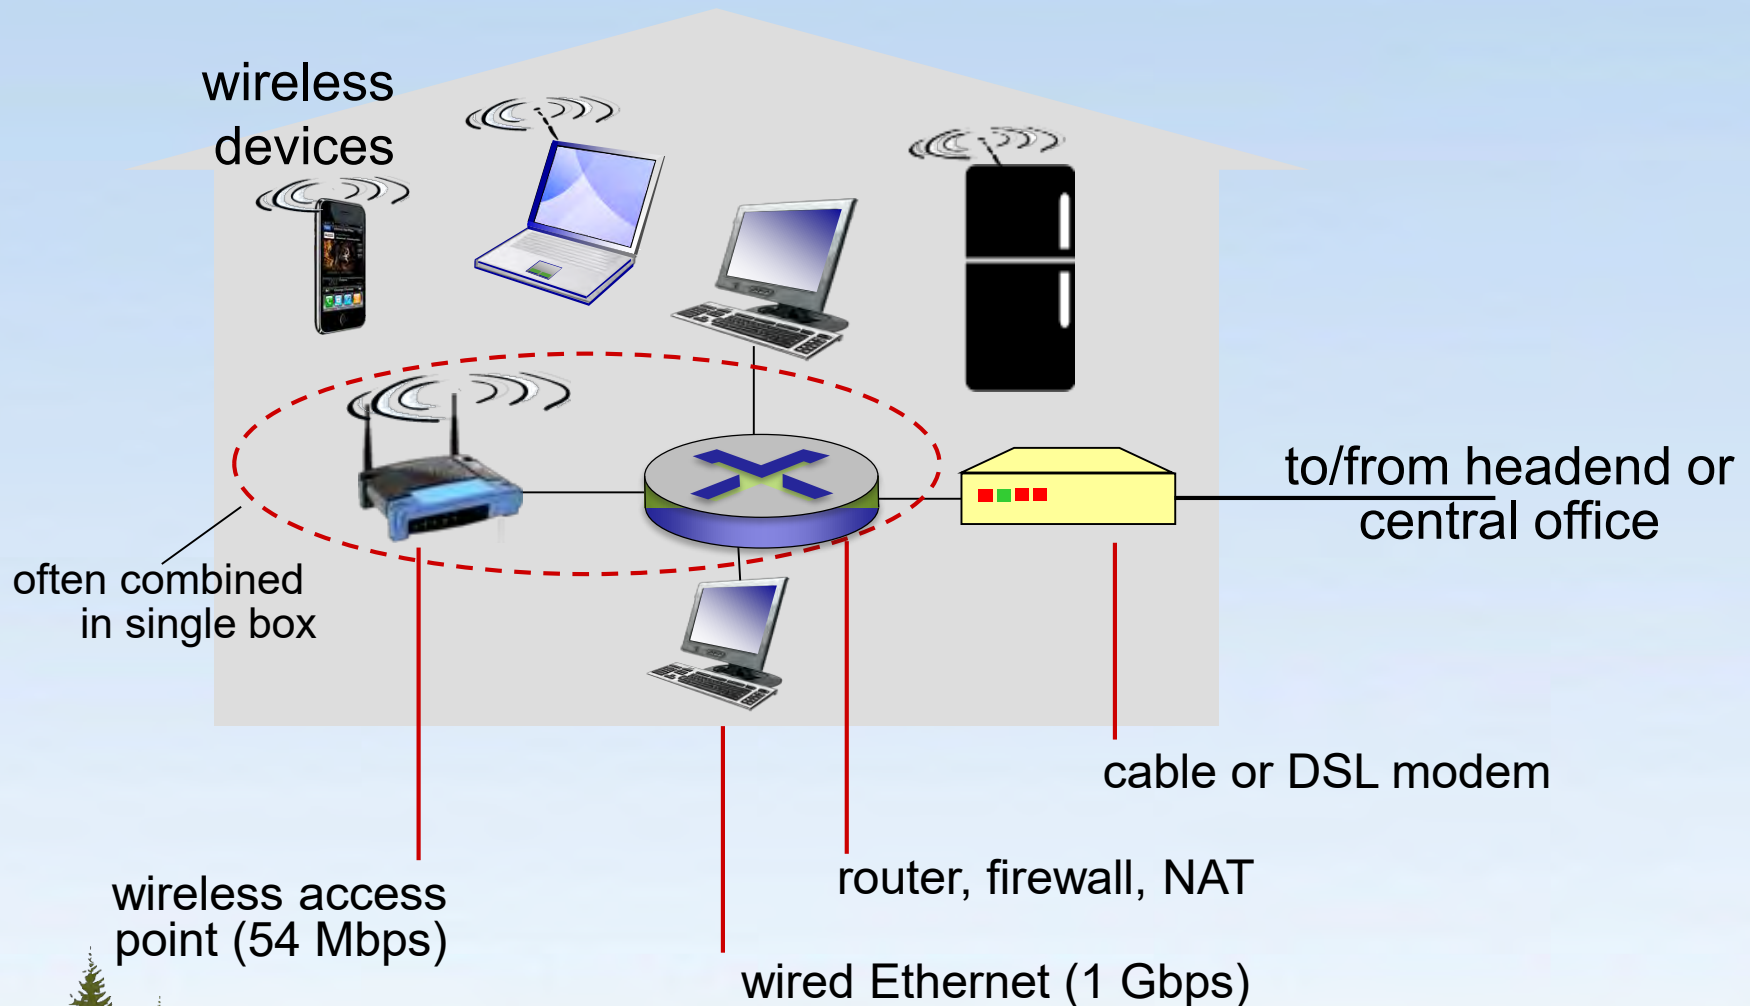 wireless
devices
to/from headend or
central office
often combined
in single box
cable or DSL modem
router, firewall, NAT
wireless access
point (54 Mbps)
wired Ethernet (1 Gbps)